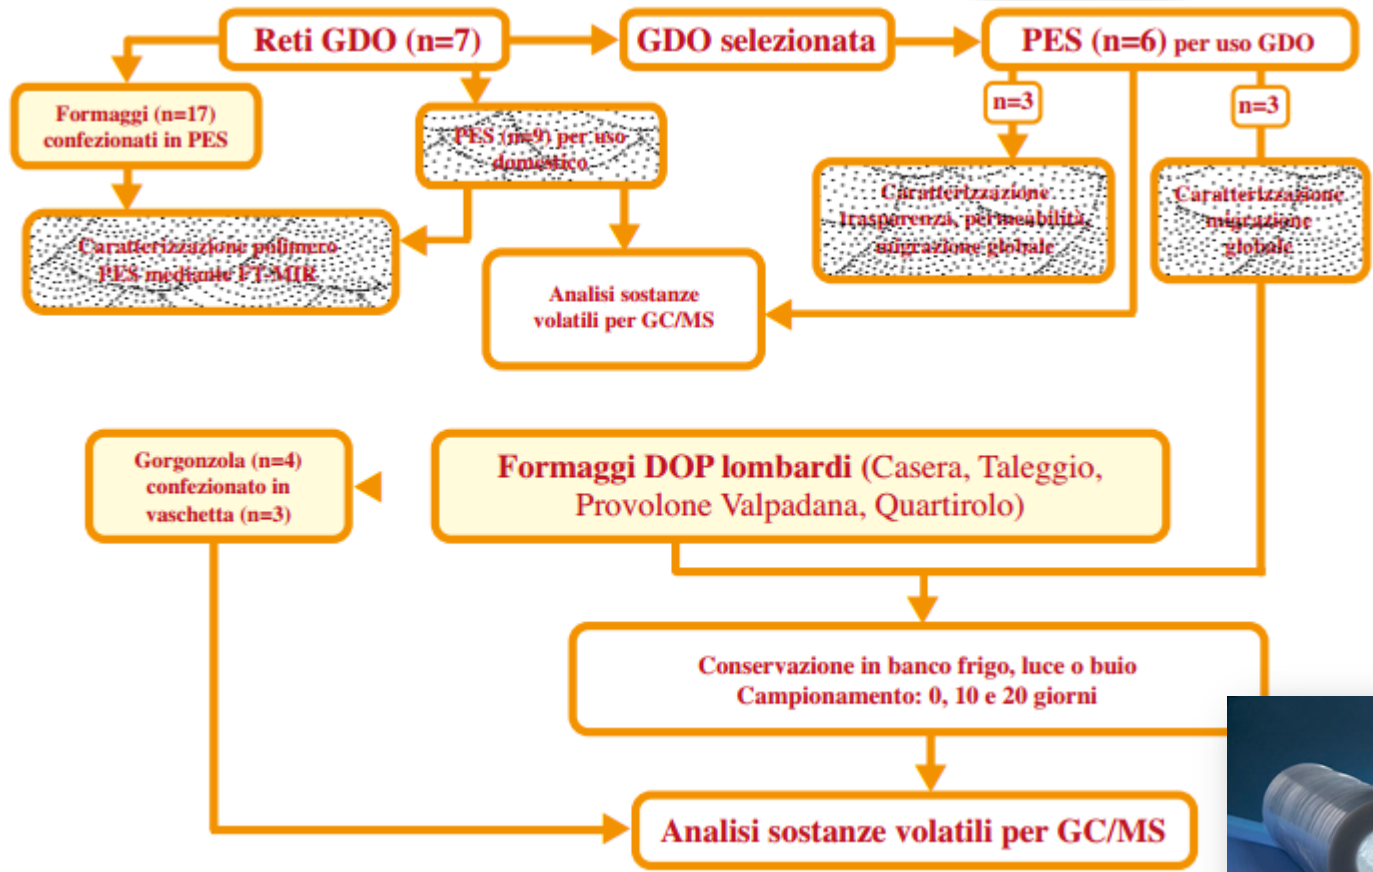 Reti GDO (n=7)
GDO selezionata
PES (n=6) per uso GDO
Formaggi (n=17)
confezionati in PES
PES (n=9) per uso
domestico
n=3
n=3
Caratterizzazione polimero
PES mediante FT-MIR
Analisi sostanze
volatili per GC/MS
Caratterizzazione
trasparenza, permeabilità,
migrazione globale
Caratterizzazione
migrazione
globale
Gorgonzola (n=4)
confezionato in
vaschetta (n=3)
Formaggi DOP lombardi (Casera, Taleggio,
Provolone Valpadana, Quartirolo)
Conservazione in banco frigo, luce o buio
Campionamento: 0, 10 e 20 giorni
Analisi sostanze volatili per GC/MS